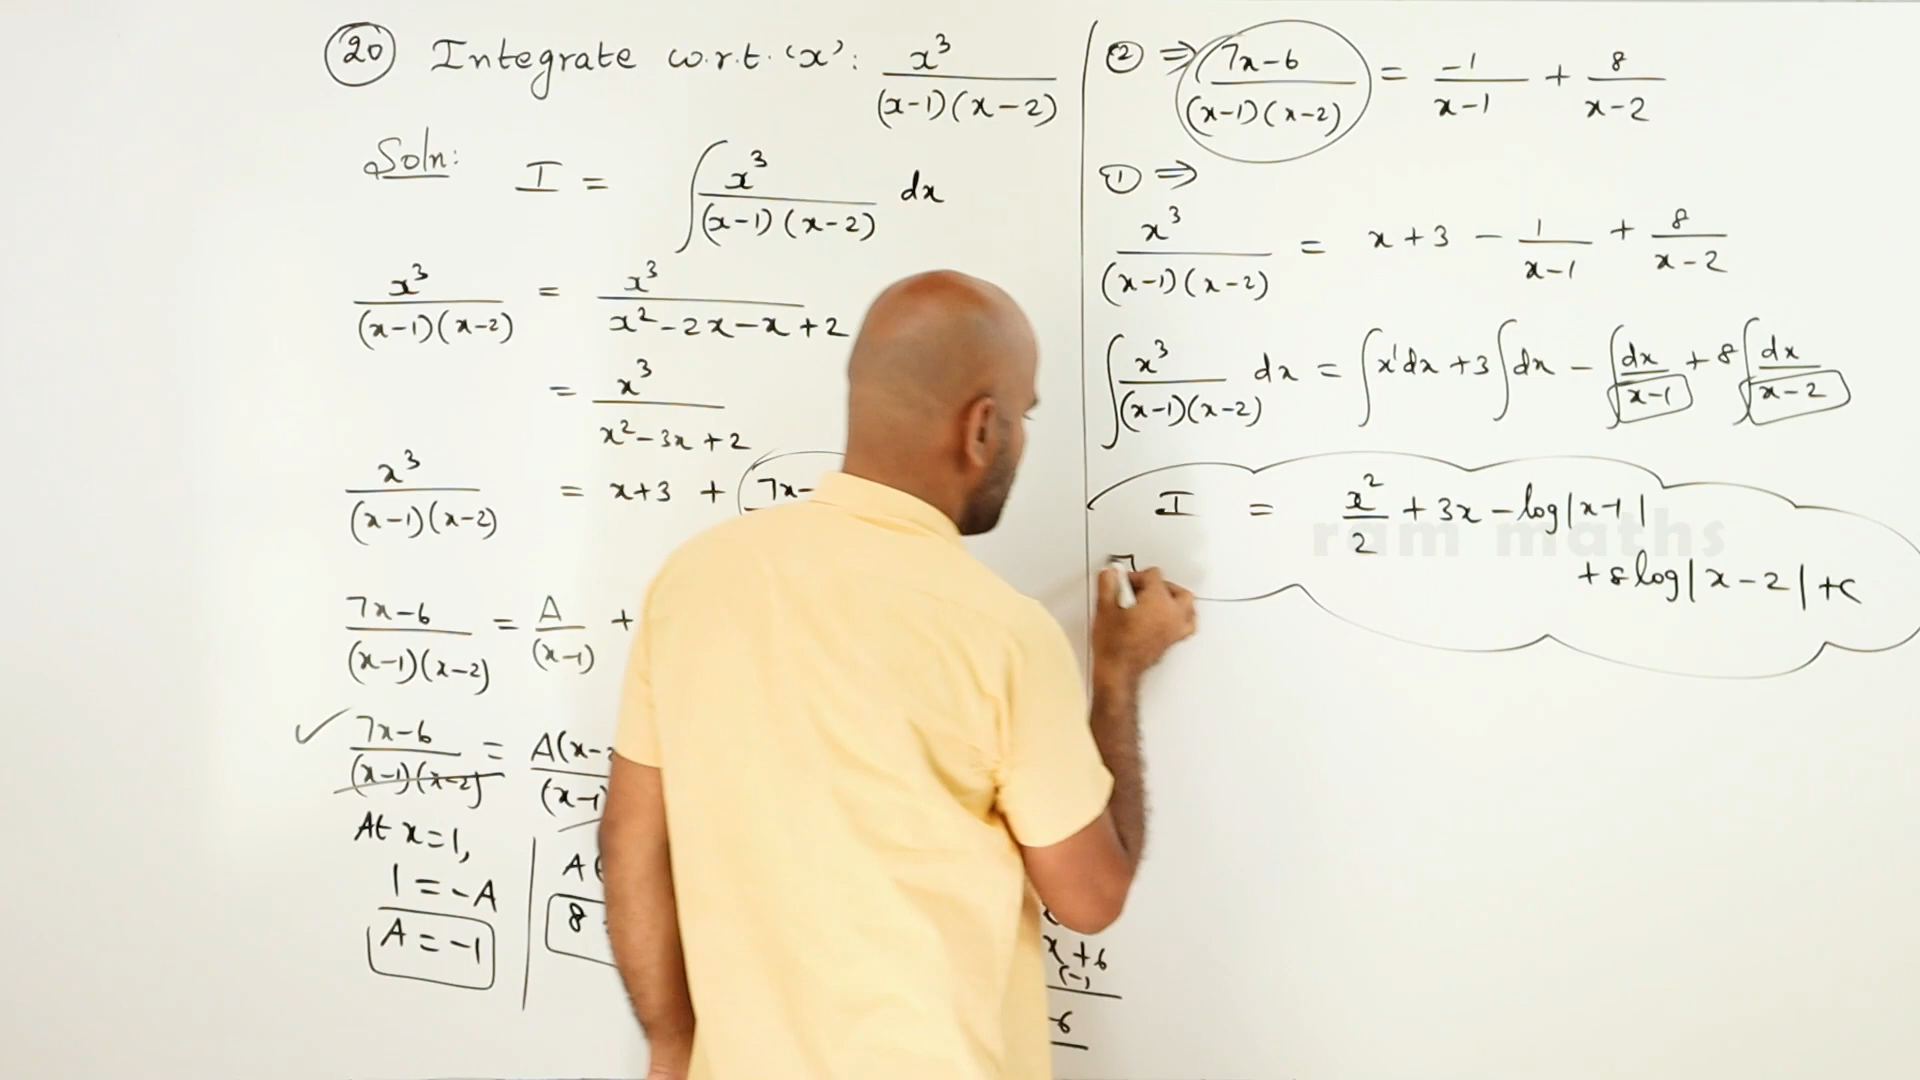 20 Integrate w.r.t. 'x': x³/(x-1)(x-2)
Soln: I = ∫ x³/(x-1)(x-2) dx
x³/(x-1)(x-2) = x³/x²-2x-x+2
= x³/x²-3x+2
x³/(x-1)(x-2) = x+3 + 7x-
7x-6/(x-1)(x-2) = A/(x-1) +
✓ 7x-6/(x-1)(x-2) = A(x-/(x-1)
At x=1,
1 = -A
A = -1
8
x+6
(-)
-6
② ⇒ 7x-6/(x-1)(x-2) = -1/x-1 + 8/x-2
① ⇒
x³/(x-1)(x-2) = x+3 - 1/x-1 + 8/x-2
∫ x³/(x-1)(x-2) dx = ∫x¹dx + 3∫dx - ∫dx/x-1 + 8∫dx/x-2
I = x²/2 + 3x - log|x-1|
+ 8 log|x-2| + c
ram maths